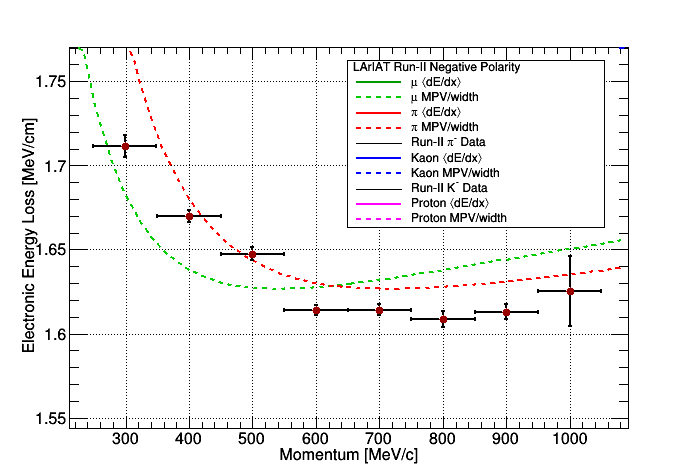 1.75
1.7
1.65
1.6
1.55
Electronic Energy Loss [MeV/cm]
LArIAT Run-II Negative Polarity
μ ⟨dE/dx⟩
μ MPV/width
π ⟨dE/dx⟩
π MPV/width
Run-II π⁻ Data
Kaon ⟨dE/dx⟩
Kaon MPV/width
Run-II K⁻ Data
Proton ⟨dE/dx⟩
Proton MPV/width
300 400 500 600 700 800 900 1000
Momentum [MeV/c]